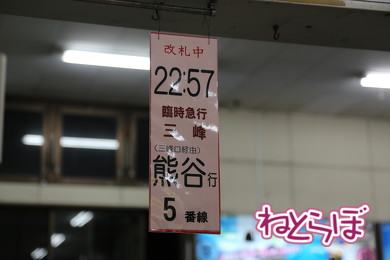 改札中
22:57
臨時急行
三峰
(三峰口経由)
熊谷行
5番線
ねとらぼ